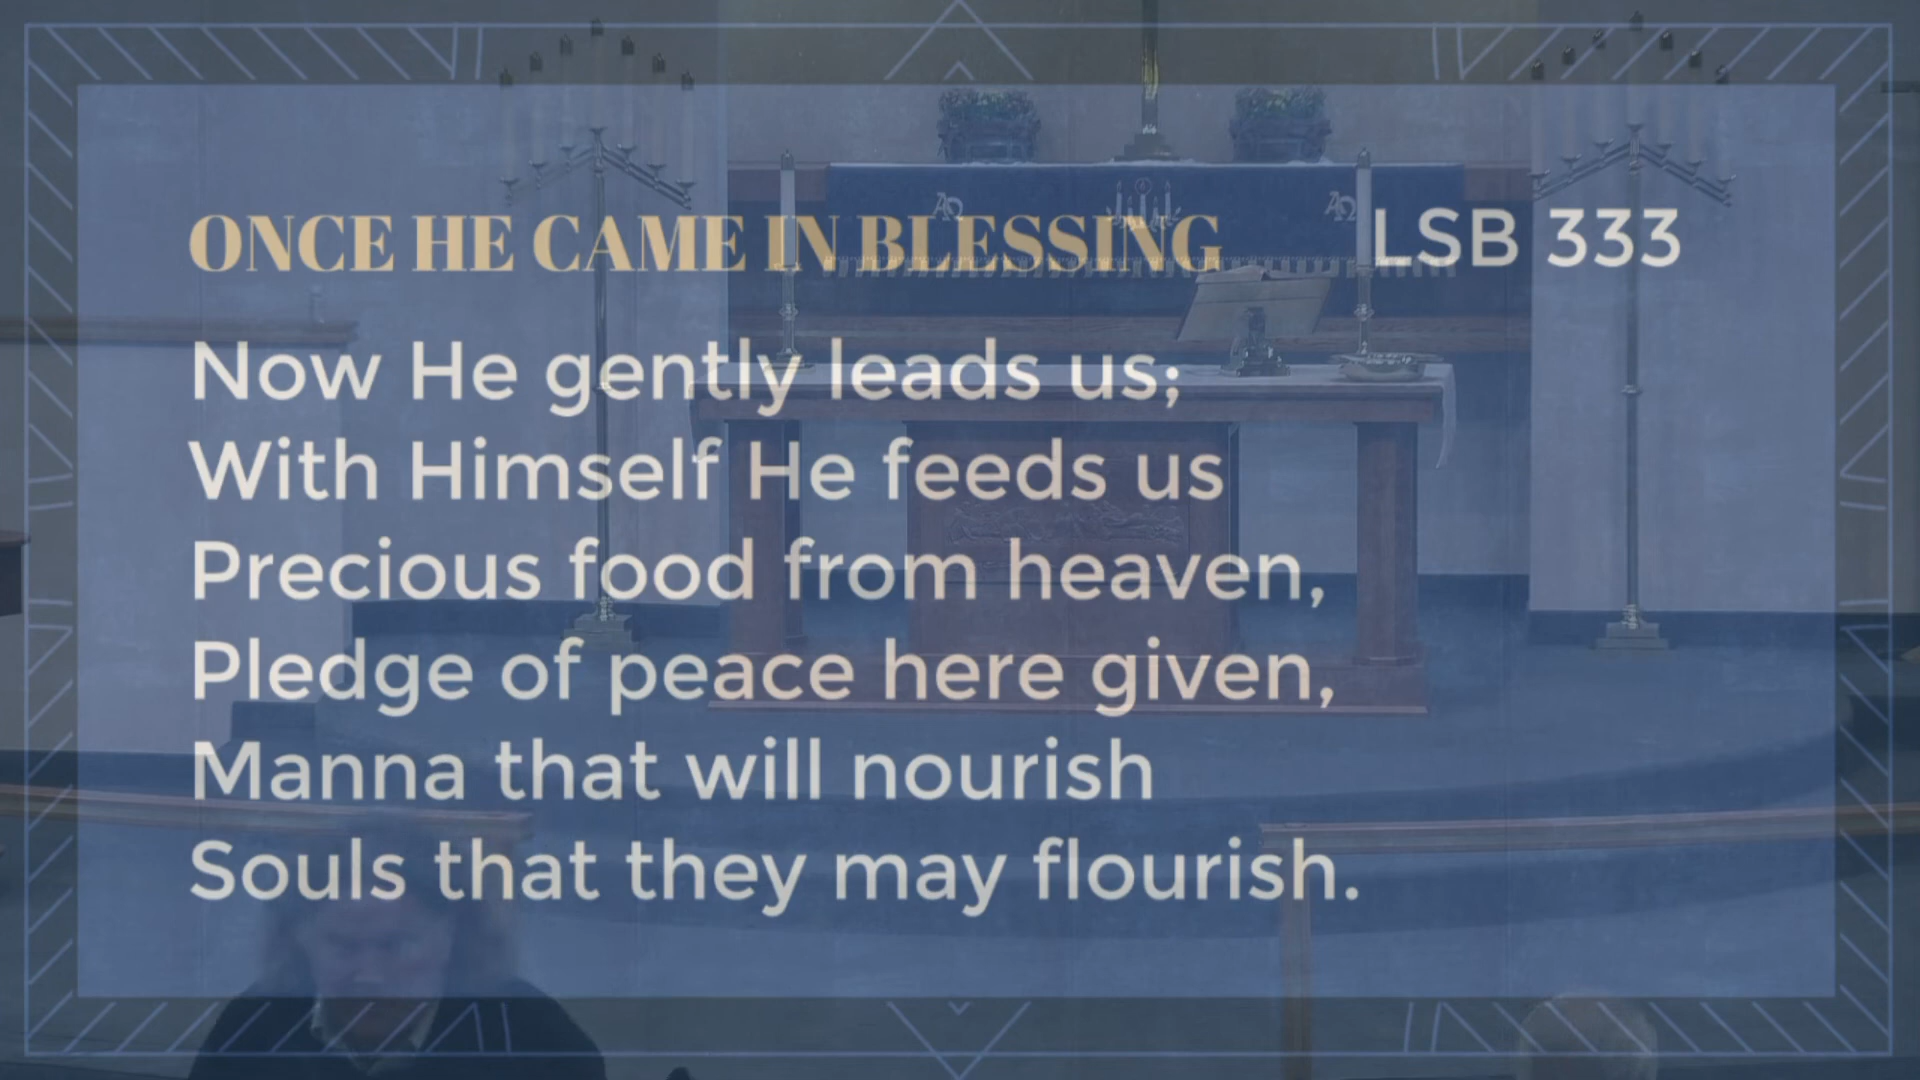 ONCE HE CAME IN BLESSING LSB 333
Now He gently leads us;
With Himself He feeds us
Precious food from heaven,
Pledge of peace here given,
Manna that will nourish
Souls that they may flourish.